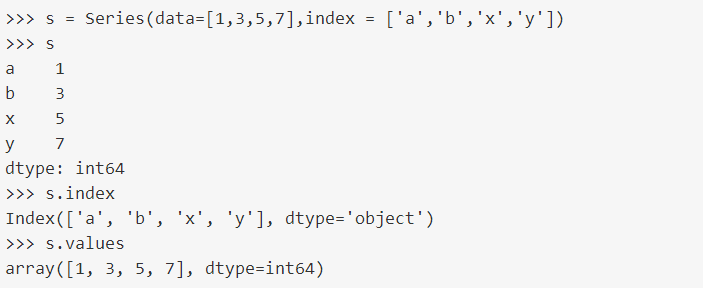 >>> s = Series(data=[1,3,5,7],index = ['a','b','x','y'])
>>> s
a    1
b    3
x    5
y    7
dtype: int64
>>> s.index
Index(['a', 'b', 'x', 'y'], dtype='object')
>>> s.values
array([1, 3, 5, 7], dtype=int64)